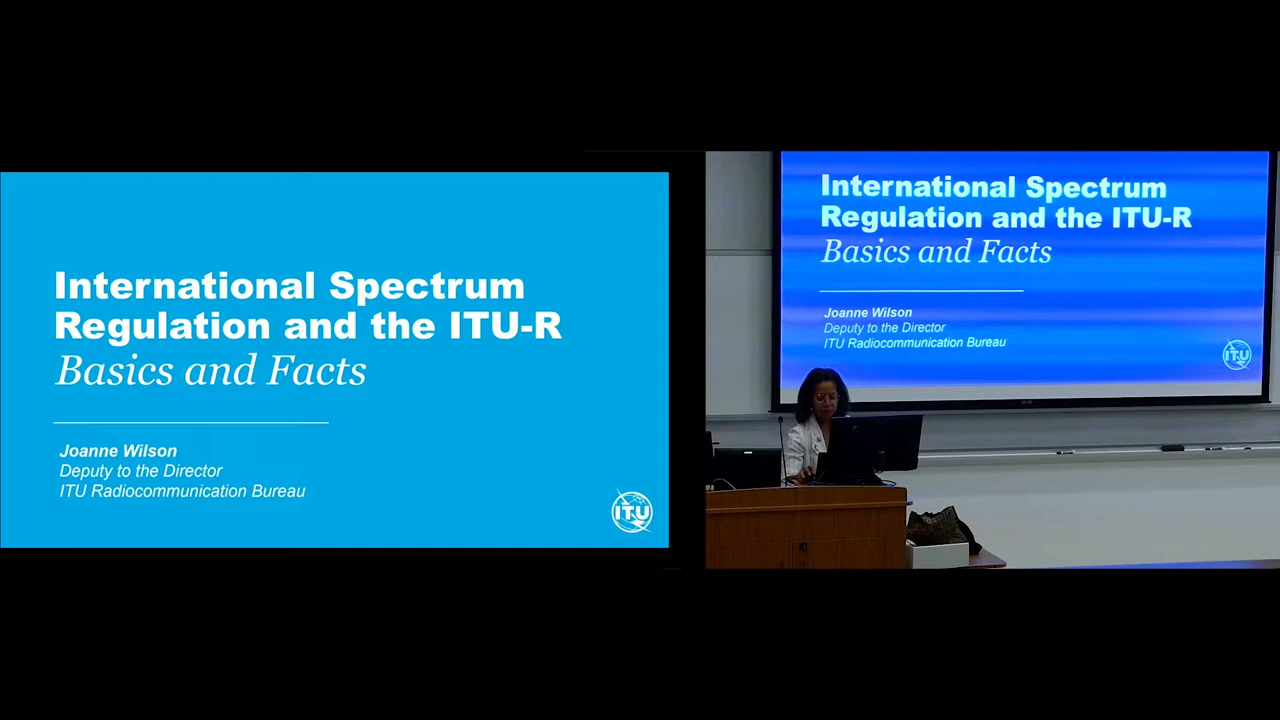 International Spectrum
Regulation and the ITU-R
Basics and Facts
Joanne Wilson
Deputy to the Director
ITU Radiocommunication Bureau
ITU
International Spectrum
Regulation and the ITU-R
Basics and Facts
Joanne Wilson
Deputy to the Director
ITU Radiocommunication Bureau
ITU